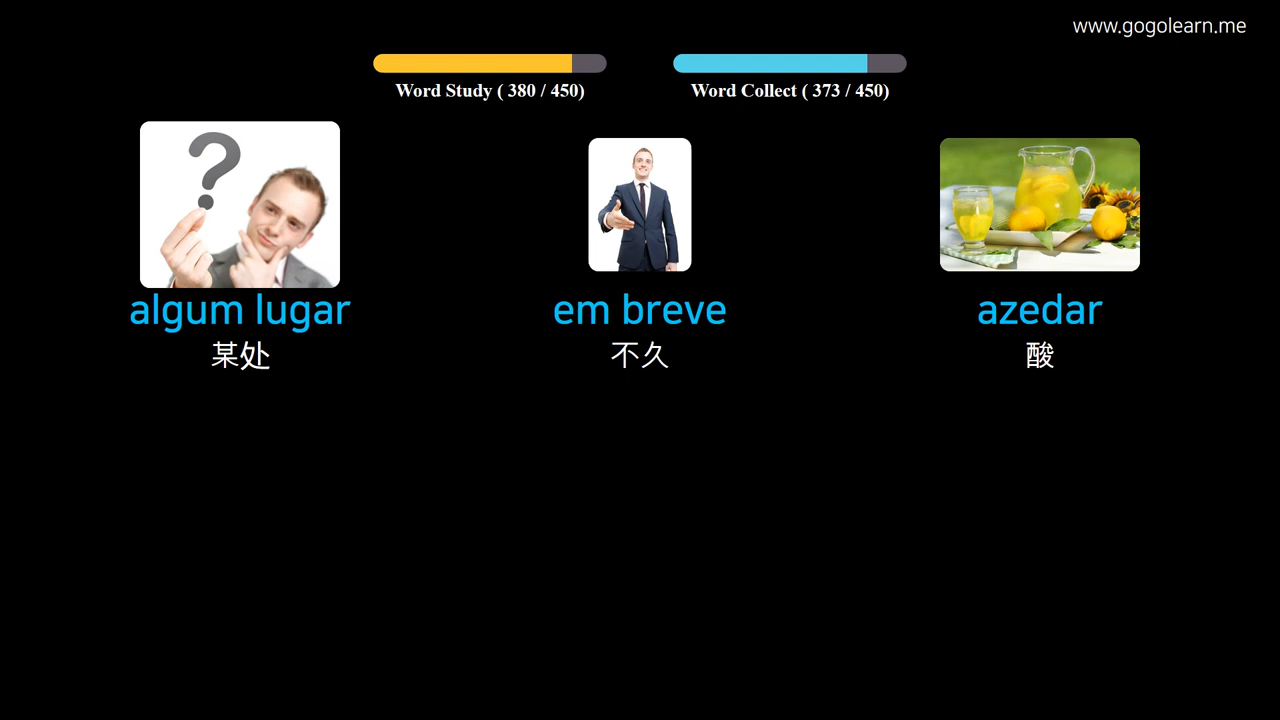 www.gogolearn.me
Word Study ( 380 / 450)
Word Collect ( 373 / 450)
?
algum lugar
em breve
azedar
某处
不久
酸